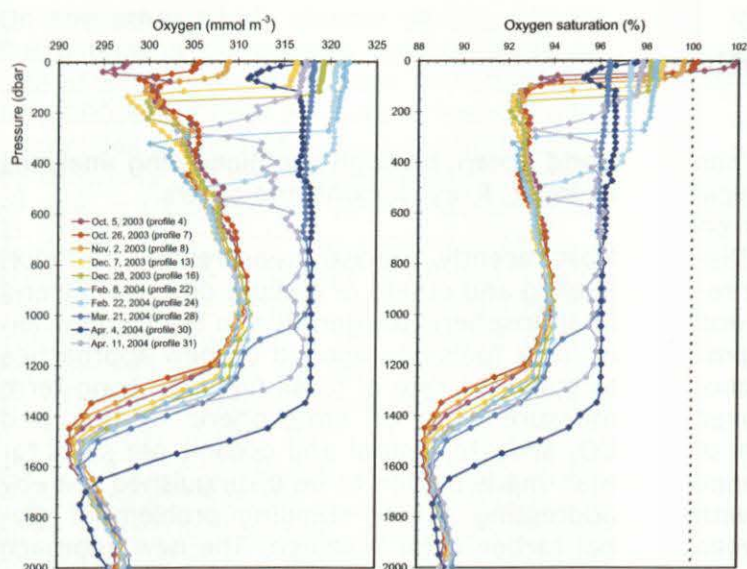 Oxygen (mmol m⁻³)
290 295 300 305 310 315 320 325
Pressure (dbar)
0
200
400
600
800
1000
1200
1400
1600
1800
2000
Oct. 5, 2003 (profile 4)
Oct. 26, 2003 (profile 7)
Nov. 2, 2003 (profile 8)
Dec. 7, 2003 (profile 13)
Dec. 28, 2003 (profile 16)
Feb. 8, 2004 (profile 22)
Feb. 22, 2004 (profile 24)
Mar. 21, 2004 (profile 28)
Apr. 4, 2004 (profile 30)
Apr. 11, 2004 (profile 31)
Oxygen saturation (%)
88 90 92 94 96 98 100 102
0
200
400
600
800
1000
1200
1400
1600
1800
2000